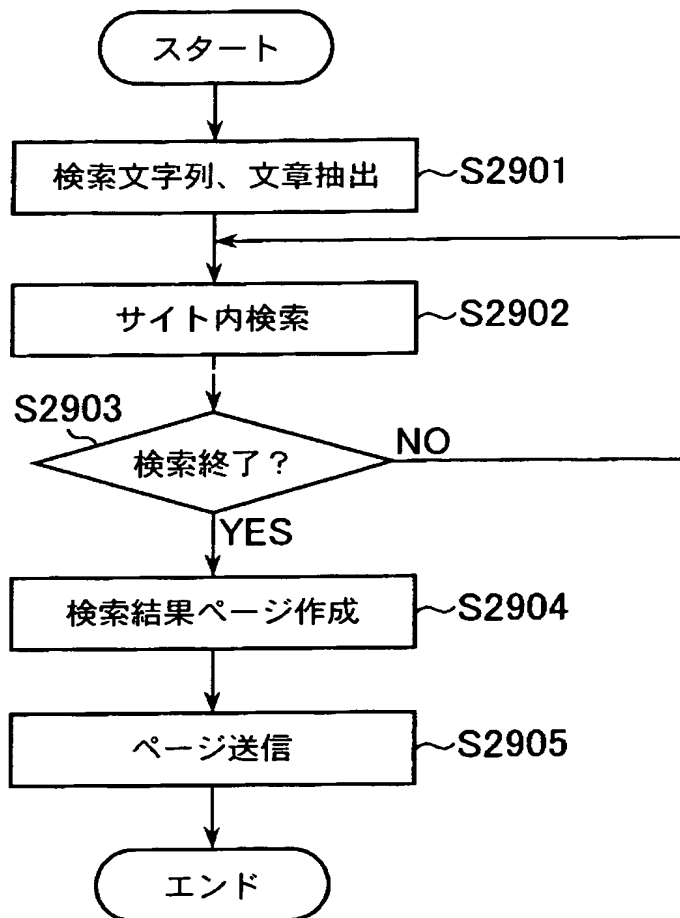 スタート
検索文字列、文章抽出
S2901
サイト内検索
S2902
S2903
検索終了？
NO
YES
検索結果ページ作成
S2904
ページ送信
S2905
エンド